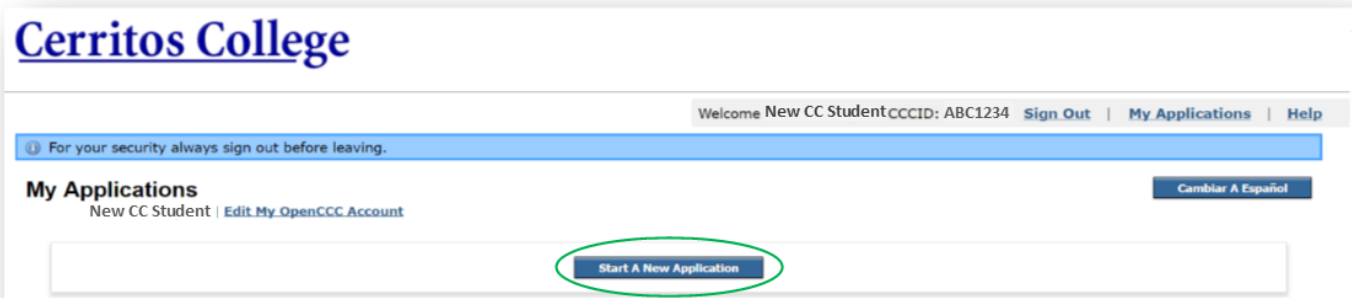 Cerritos College
Welcome New CC Student CCCID: ABC1234 Sign Out | My Applications | Help
For your security always sign out before leaving.
My Applications
Cambiar A Español
New CC Student | Edit My OpenCCC Account
Start A New Application